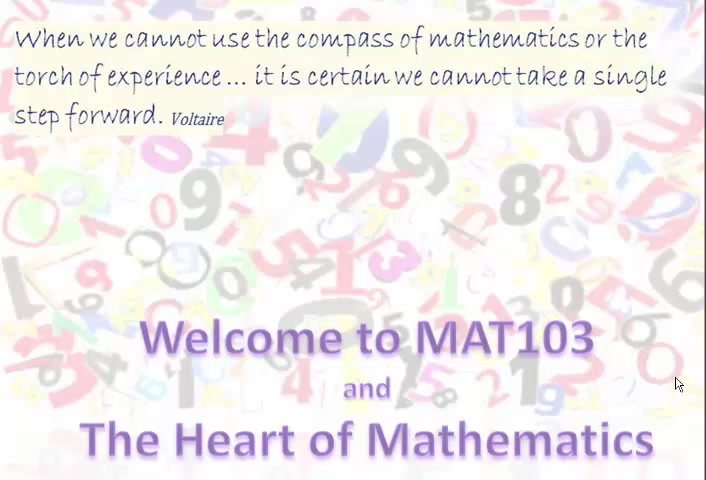 When we cannot use the compass of mathematics or the
torch of experience ... it is certain we cannot take a single
step forward. Voltaire
Welcome to MAT103
and
The Heart of Mathematics